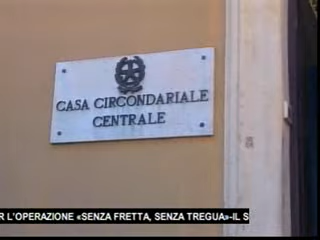 CASA CIRCONDARIALE
CENTRALE
R L'OPERAZIONE «SENZA FRETTA, SENZA TREGUA»-IL S